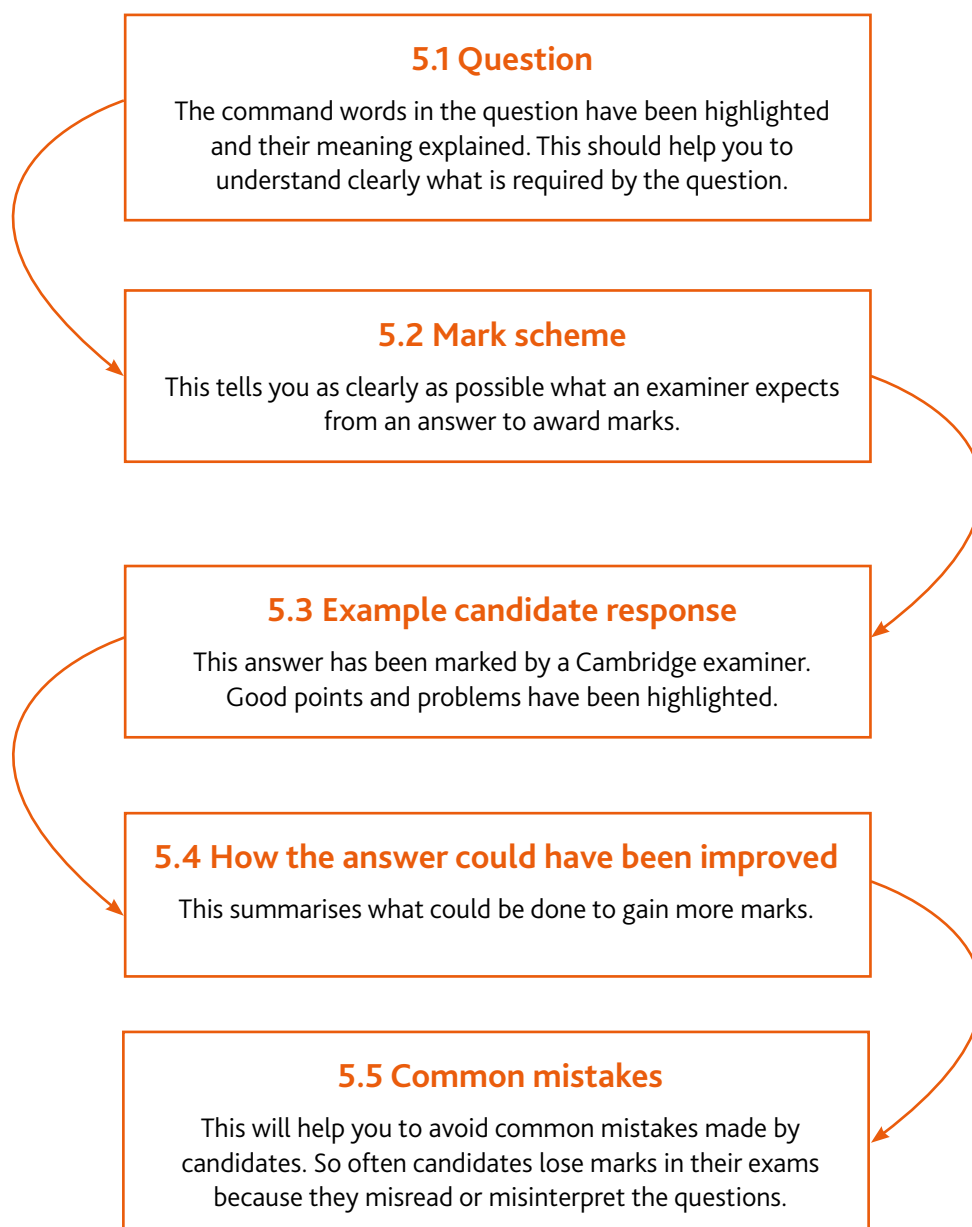 5.1 Question
The command words in the question have been highlighted
and their meaning explained. This should help you to
understand clearly what is required by the question.
5.2 Mark scheme
This tells you as clearly as possible what an examiner expects
from an answer to award marks.
5.3 Example candidate response
This answer has been marked by a Cambridge examiner.
Good points and problems have been highlighted.
5.4 How the answer could have been improved
This summarises what could be done to gain more marks.
5.5 Common mistakes
This will help you to avoid common mistakes made by
candidates. So often candidates lose marks in their exams
because they misread or misinterpret the questions.